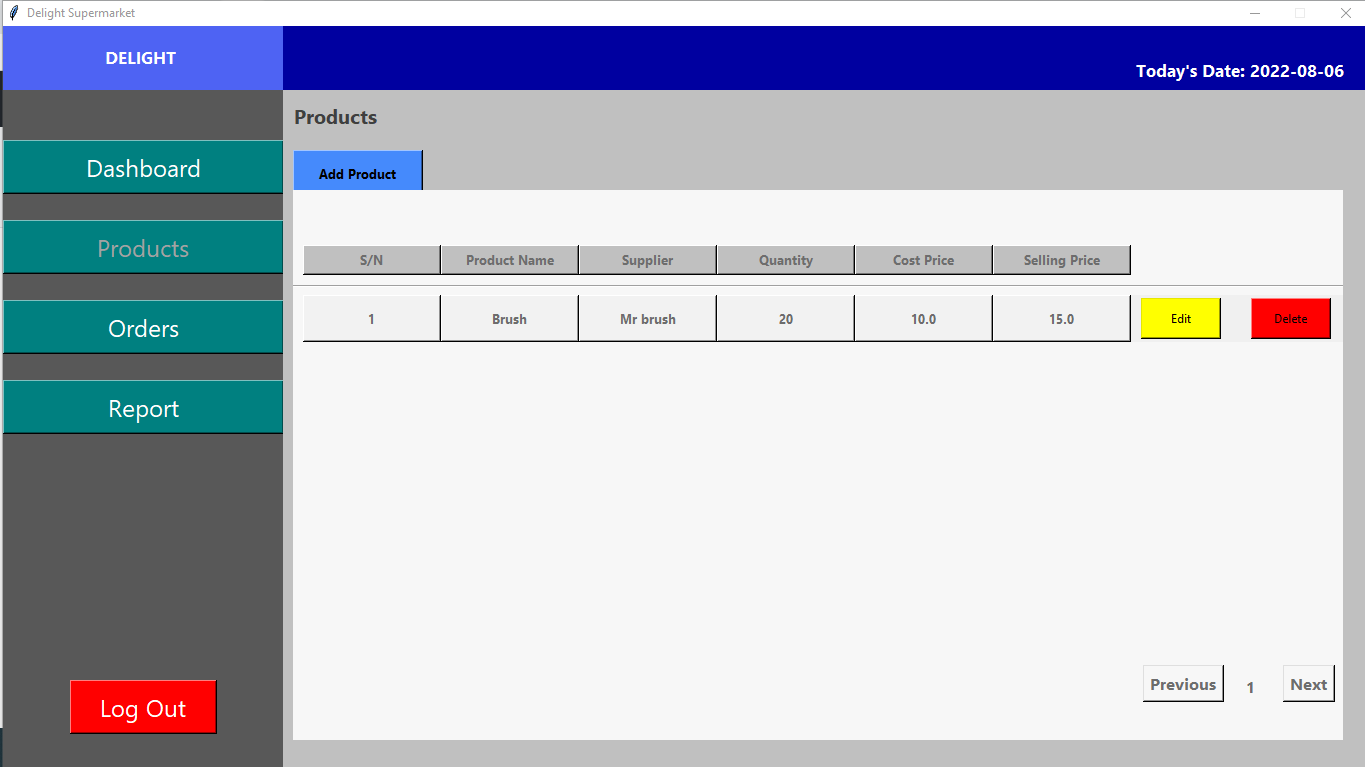 Delight Supermarket
DELIGHT
Today's Date: 2022-08-06
Products
Add Product
Dashboard
Products
Orders
Report
Log Out
S/N Product Name Supplier Quantity Cost Price Selling Price
1 Brush Mr brush 20 10.0 15.0 Edit Delete
Previous 1 Next